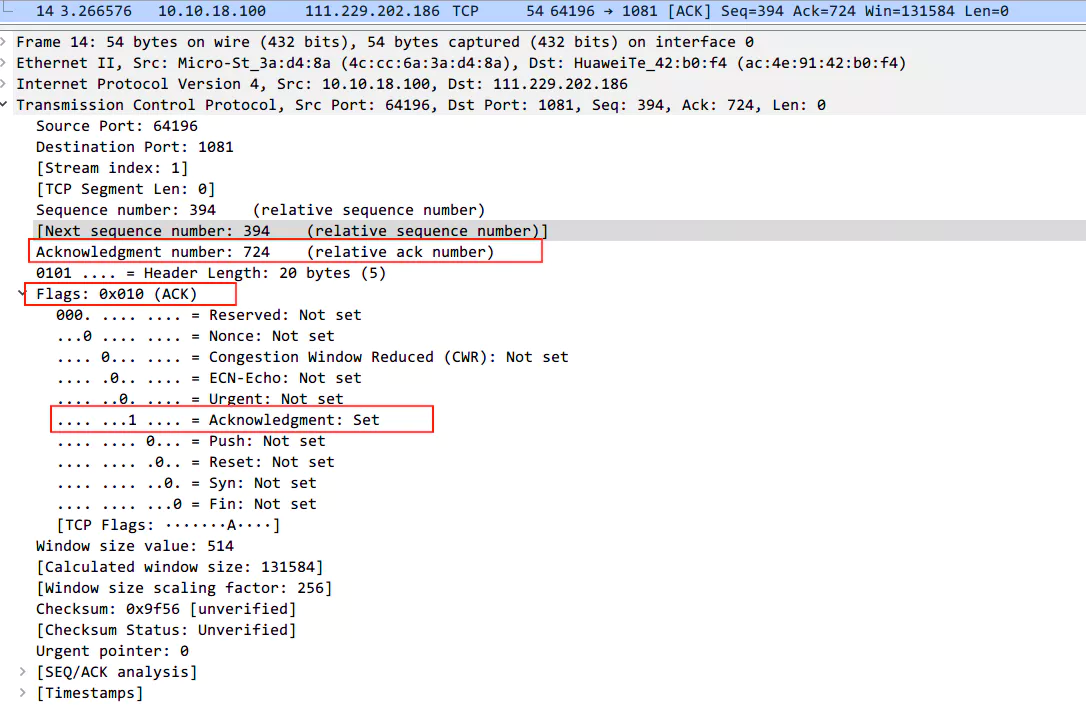 14 3.266576 10.10.18.100 111.229.202.186 TCP 54 64196 → 1081 [ACK] Seq=394 Ack=724 Win=131584 Len=0
Frame 14: 54 bytes on wire (432 bits), 54 bytes captured (432 bits) on interface 0
Ethernet II, Src: Micro-St_3a:d4:8a (4c:cc:6a:3a:d4:8a), Dst: HuaweiTe_42:b0:f4 (ac:4e:91:42:b0:f4)
Internet Protocol Version 4, Src: 10.10.18.100, Dst: 111.229.202.186
Transmission Control Protocol, Src Port: 64196, Dst Port: 1081, Seq: 394, Ack: 724, Len: 0
Source Port: 64196
Destination Port: 1081
[Stream index: 1]
[TCP Segment Len: 0]
Sequence number: 394 (relative sequence number)
[Next sequence number: 394 (relative sequence number)]
Acknowledgment number: 724 (relative ack number)
0101 .... = Header Length: 20 bytes (5)
Flags: 0x010 (ACK)
000. .... .... = Reserved: Not set
...0 .... .... = Nonce: Not set
.... 0... .... = Congestion Window Reduced (CWR): Not set
.... .0.. .... = ECN-Echo: Not set
.... ..0. .... = Urgent: Not set
.... ...1 .... = Acknowledgment: Set
.... .... 0... = Push: Not set
.... .... .0.. = Reset: Not set
.... .... ..0. = Syn: Not set
.... .... ...0 = Fin: Not set
[TCP Flags: ·······A····]
Window size value: 514
[Calculated window size: 131584]
[Window size scaling factor: 256]
Checksum: 0x9f56 [unverified]
[Checksum Status: Unverified]
Urgent pointer: 0
[SEQ/ACK analysis]
[Timestamps]